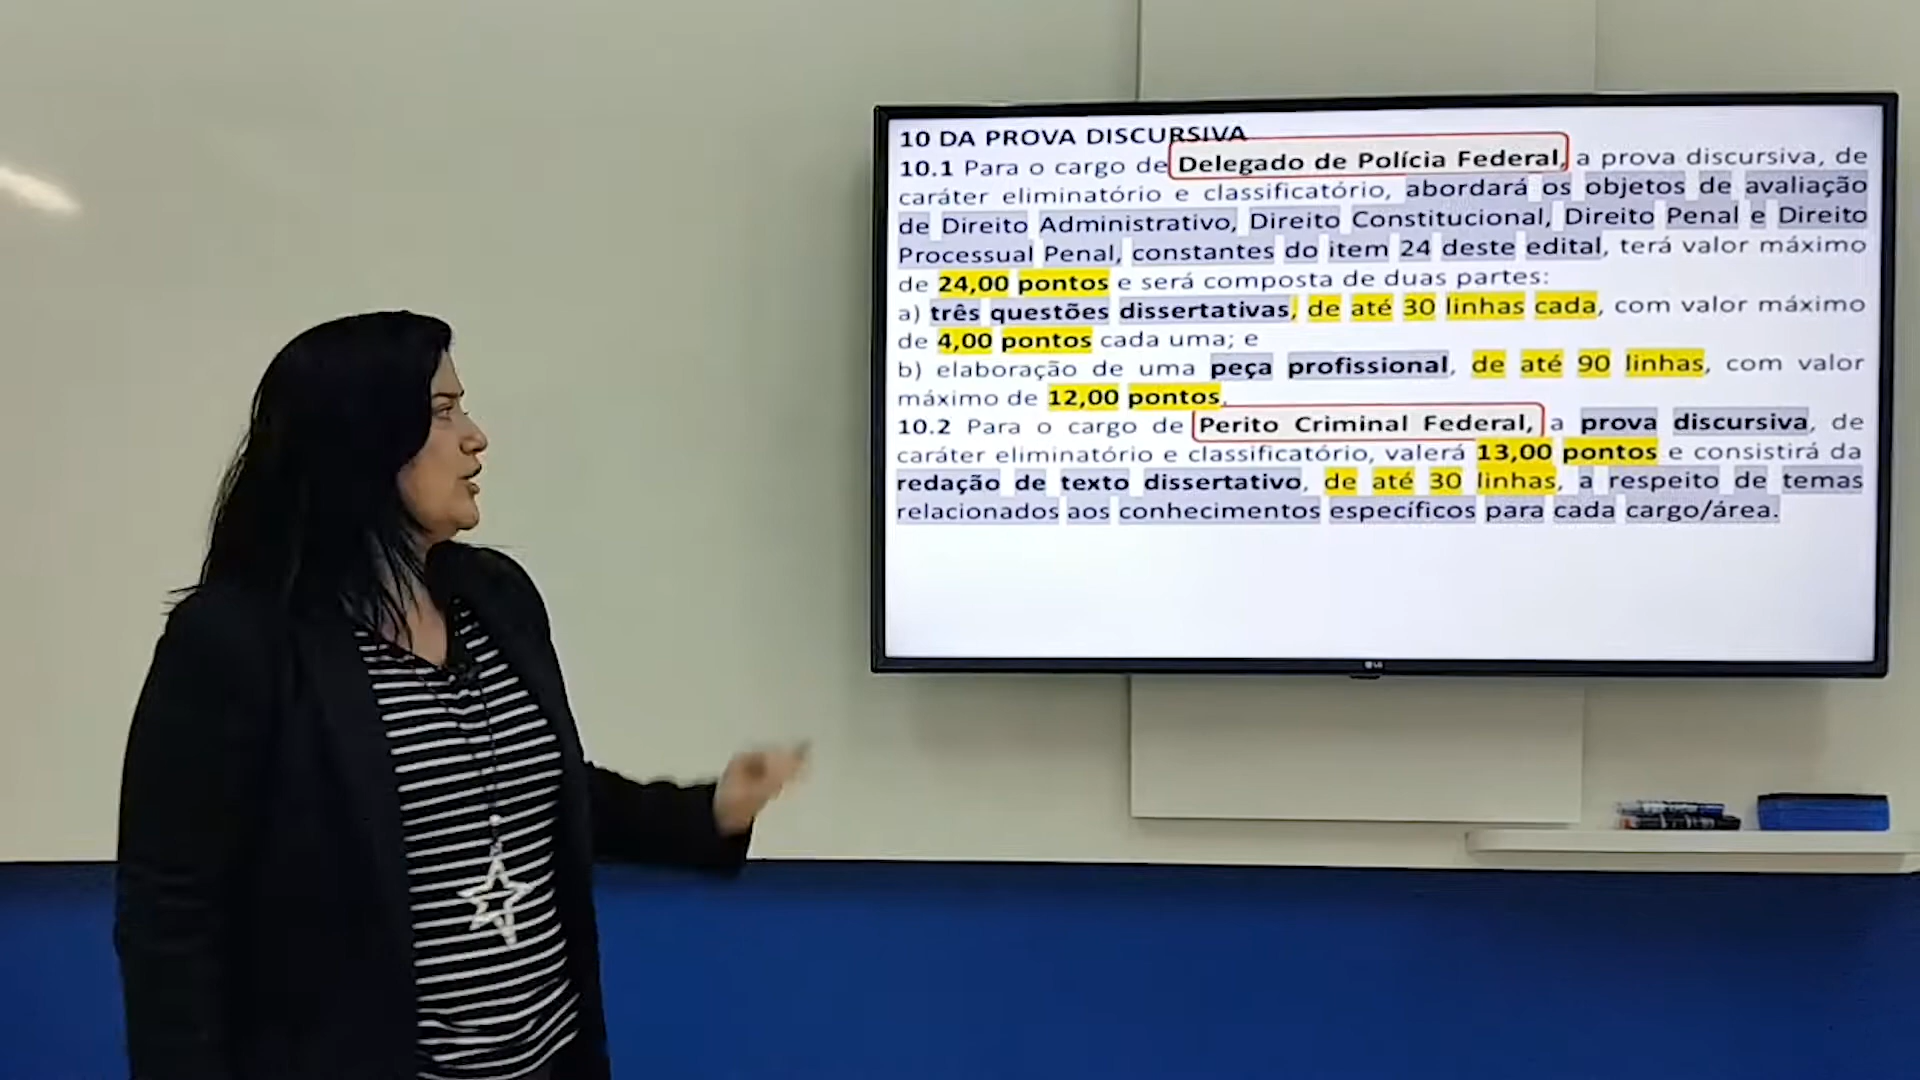 10 DA PROVA DISCURSIVA
10.1 Para o cargo de Delegado de Polícia Federal, a prova discursiva, de
caráter eliminatório e classificatório, abordará os objetos de avaliação
de Direito Administrativo, Direito Constitucional, Direito Penal e Direito
Processual Penal, constantes do item 24 deste edital, terá valor máximo
de 24,00 pontos e será composta de duas partes:
a) três questões dissertativas, de até 30 linhas cada, com valor máximo
de 4,00 pontos cada uma; e
b) elaboração de uma peça profissional, de até 90 linhas, com valor
máximo de 12,00 pontos.
10.2 Para o cargo de Perito Criminal Federal, a prova discursiva, de
caráter eliminatório e classificatório, valerá 13,00 pontos e consistirá da
redação de texto dissertativo, de até 30 linhas, a respeito de temas
relacionados aos conhecimentos específicos para cada cargo/área.
LG